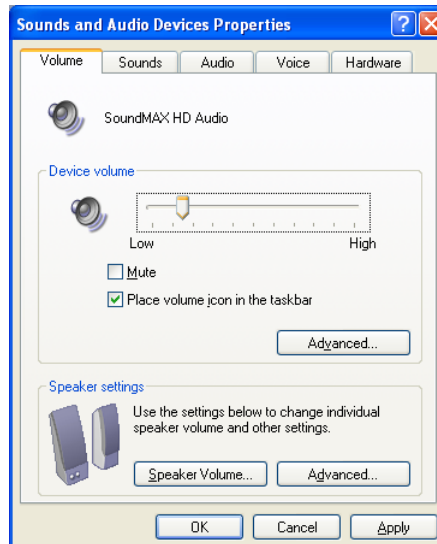 Sounds and Audio Devices Properties
Volume Sounds Audio Voice Hardware
SoundMAX HD Audio
Device volume
Low High
Mute
Place volume icon in the taskbar
Advanced...
Speaker settings
Use the settings below to change individual
speaker volume and other settings.
Speaker Volume... Advanced...
OK Cancel Apply